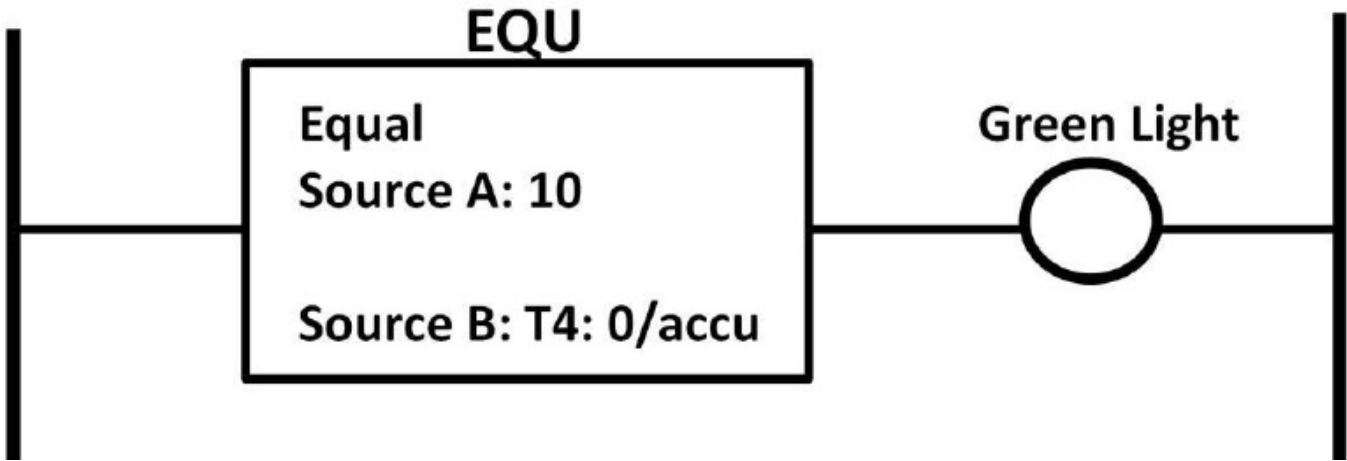 EQU
Equal
Green Light
Source A: 10
Source B: T4: 0/accu